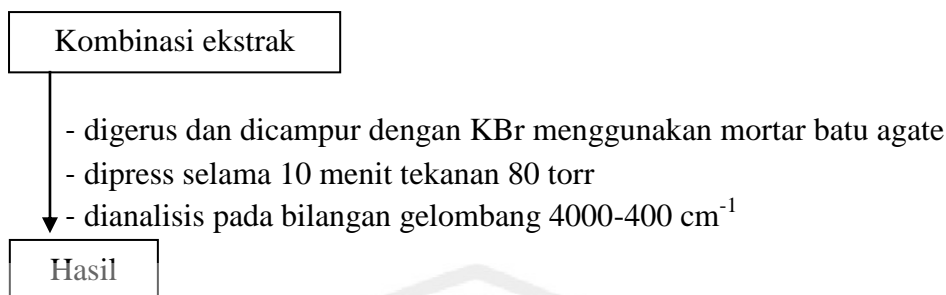 Kombinasi ekstrak
- digerus dan dicampur dengan KBr menggunakan mortar batu agate
- dipress selama 10 menit tekanan 80 torr
- dianalisis pada bilangan gelombang 4000-400 cm⁻¹
Hasil